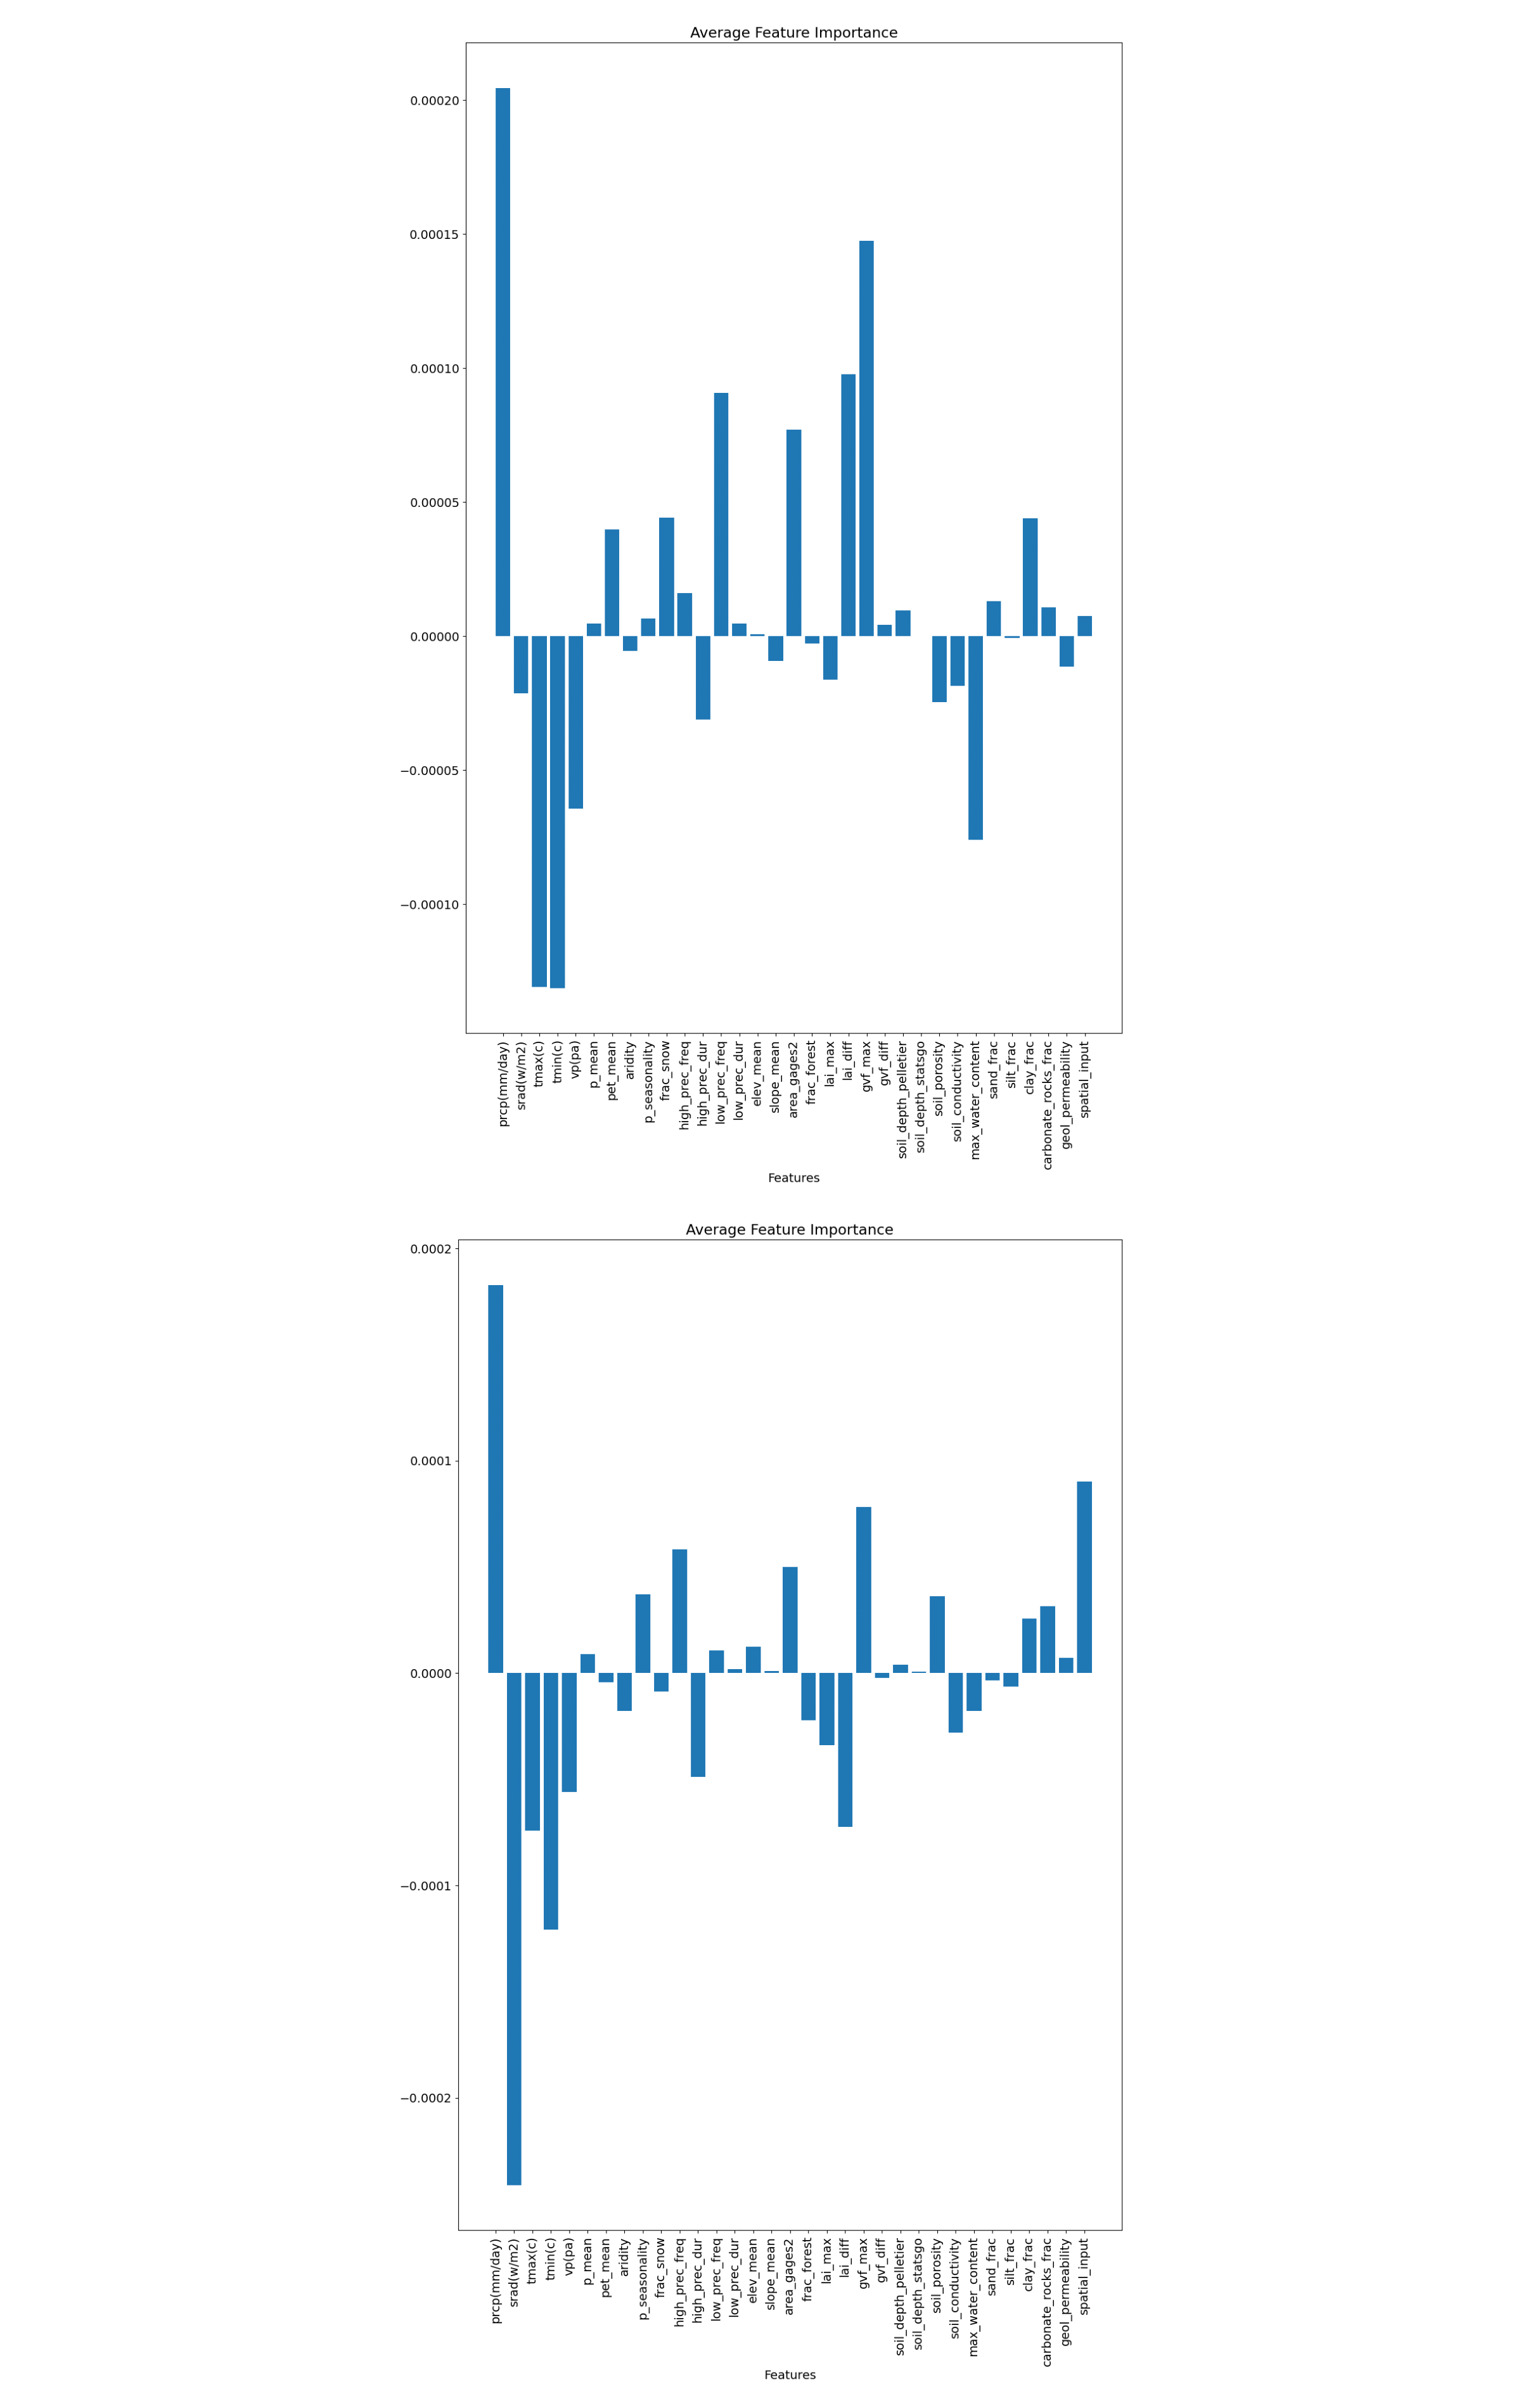 Average Feature Importance
0.00020
0.00015
0.00010
0.00005
0.00000
−0.00005
−0.00010
prcp(mm/day)
srad(w/m2)
tmax(c)
tmin(c)
vp(pa)
p_mean
pet_mean
aridity
p_seasonality
frac_snow
high_prec_freq
high_prec_dur
low_prec_freq
low_prec_dur
elev_mean
slope_mean
area_gages2
frac_forest
lai_max
lai_diff
gvf_max
gvf_diff
soil_depth_pelletier
soil_depth_statsgo
soil_porosity
soil_conductivity
max_water_content
sand_frac
silt_frac
clay_frac
carbonate_rocks_frac
geol_permeability
spatial_input
Features
Average Feature Importance
0.0002
0.0001
0.0000
−0.0001
−0.0002
prcp(mm/day)
srad(w/m2)
tmax(c)
tmin(c)
vp(pa)
p_mean
pet_mean
aridity
p_seasonality
frac_snow
high_prec_freq
high_prec_dur
low_prec_freq
low_prec_dur
elev_mean
slope_mean
area_gages2
frac_forest
lai_max
lai_diff
gvf_max
gvf_diff
soil_depth_pelletier
soil_depth_statsgo
soil_porosity
soil_conductivity
max_water_content
sand_frac
silt_frac
clay_frac
carbonate_rocks_frac
geol_permeability
spatial_input
Features